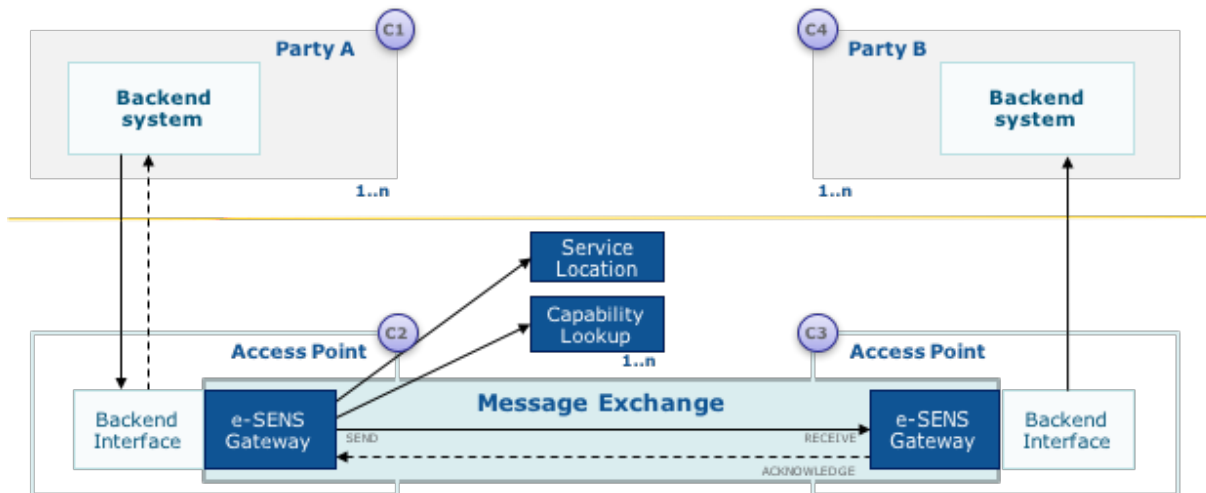 C1
C4
Party A
Party B
Backend
system
Backend
system
1..n
1..n
Service
Location
Capability
Lookup
1..n
C2
C3
Access Point
Access Point
Message Exchange
Backend
Interface
e-SENS
Gateway
SEND
RECEIVE
ACKNOWLEDGE
e-SENS
Gateway
Backend
Interface